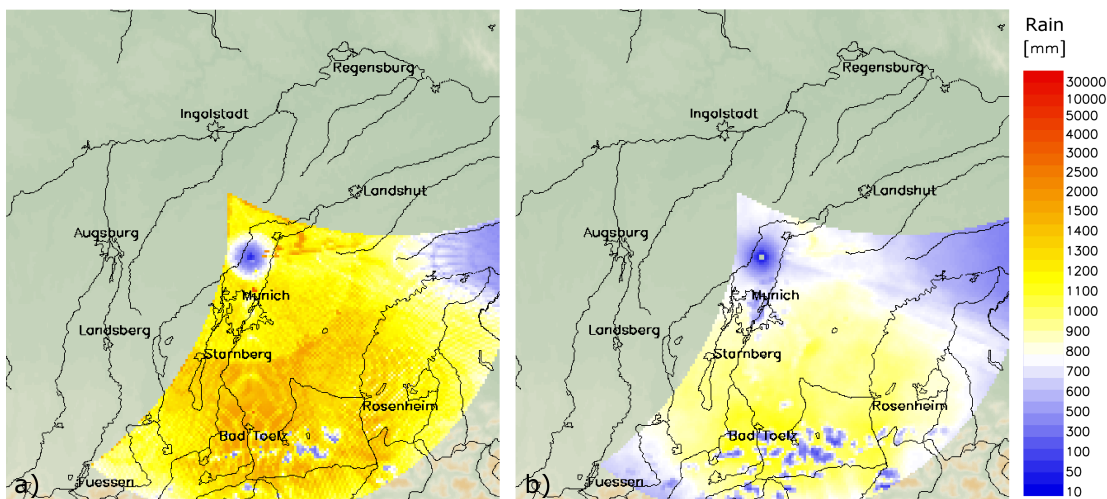 Regensburg
Ingolstadt
Landshut
Augsburg
Munich
Landsberg
Starnberg
Rosenheim
Bad Toelz
Fuessen
a)
Regensburg
Ingolstadt
Landshut
Augsburg
Munich
Landsberg
Starnberg
Rosenheim
Bad Toelz
Fuessen
b)
Rain
[mm]
30000
10000
5000
4000
3000
2500
2000
1500
1400
1300
1200
1100
1000
900
800
700
600
500
300
100
50
10